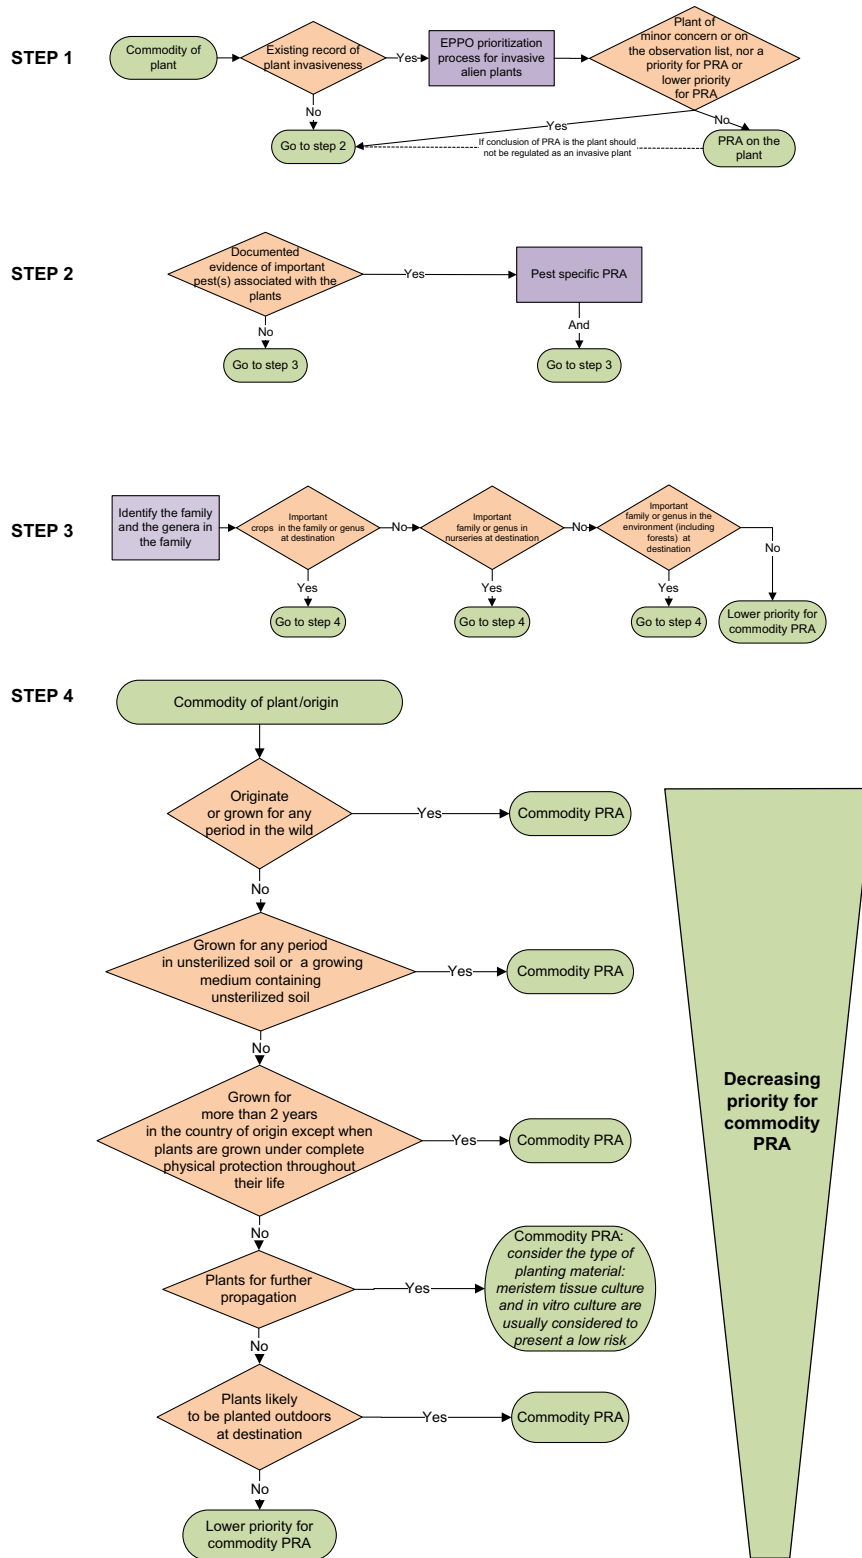 STEP 1
Commodity of
plant
Existing record of
plant invasiveness
Yes
EPPO prioritization
process for invasive
alien plants
Plant of
minor concern or on
the observation list, nor a
priority for PRA or
lower priority
for PRA
No
Yes
No
Go to step 2
If conclusion of PRA is the plant should
not be regulated as an invasive plant
PRA on the
plant
STEP 2
Documented
evidence of important
pest(s) associated with the
plants
Yes
Pest specific PRA
No
And
Go to step 3
Go to step 3
STEP 3
Identify the family
and the genera in
the family
Important
crops in the family or genus
at destination
No
Important
family or genus in
nurseries at destination
No
Important
family or genus in the
environment (including
forests) at
destination
No
Yes
Yes
Yes
Go to step 4
Go to step 4
Go to step 4
Lower priority for
commodity PRA
STEP 4
Commodity of plant/origin
Originate
or grown for any
period in the wild
Yes
Commodity PRA
No
Grown for any period
in unsterilized soil or a growing
medium containing
unsterilized soil
Yes
Commodity PRA
No
Grown for
more than 2 years
in the country of origin except when
plants are grown under complete
physical protection throughout
their life
Yes
Commodity PRA
No
Plants for further
propagation
Yes
Commodity PRA:
consider the type of
planting material:
meristem tissue culture
and in vitro culture are
usually considered to
present a low risk
No
Plants likely
to be planted outdoors
at destination
Yes
Commodity PRA
No
Lower priority for
commodity PRA
Decreasing
priority for
commodity
PRA